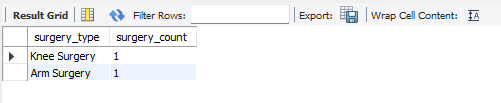 Result Grid Filter Rows: Export: Wrap Cell Content:
surgery_type surgery_count
Knee Surgery 1
Arm Surgery 1